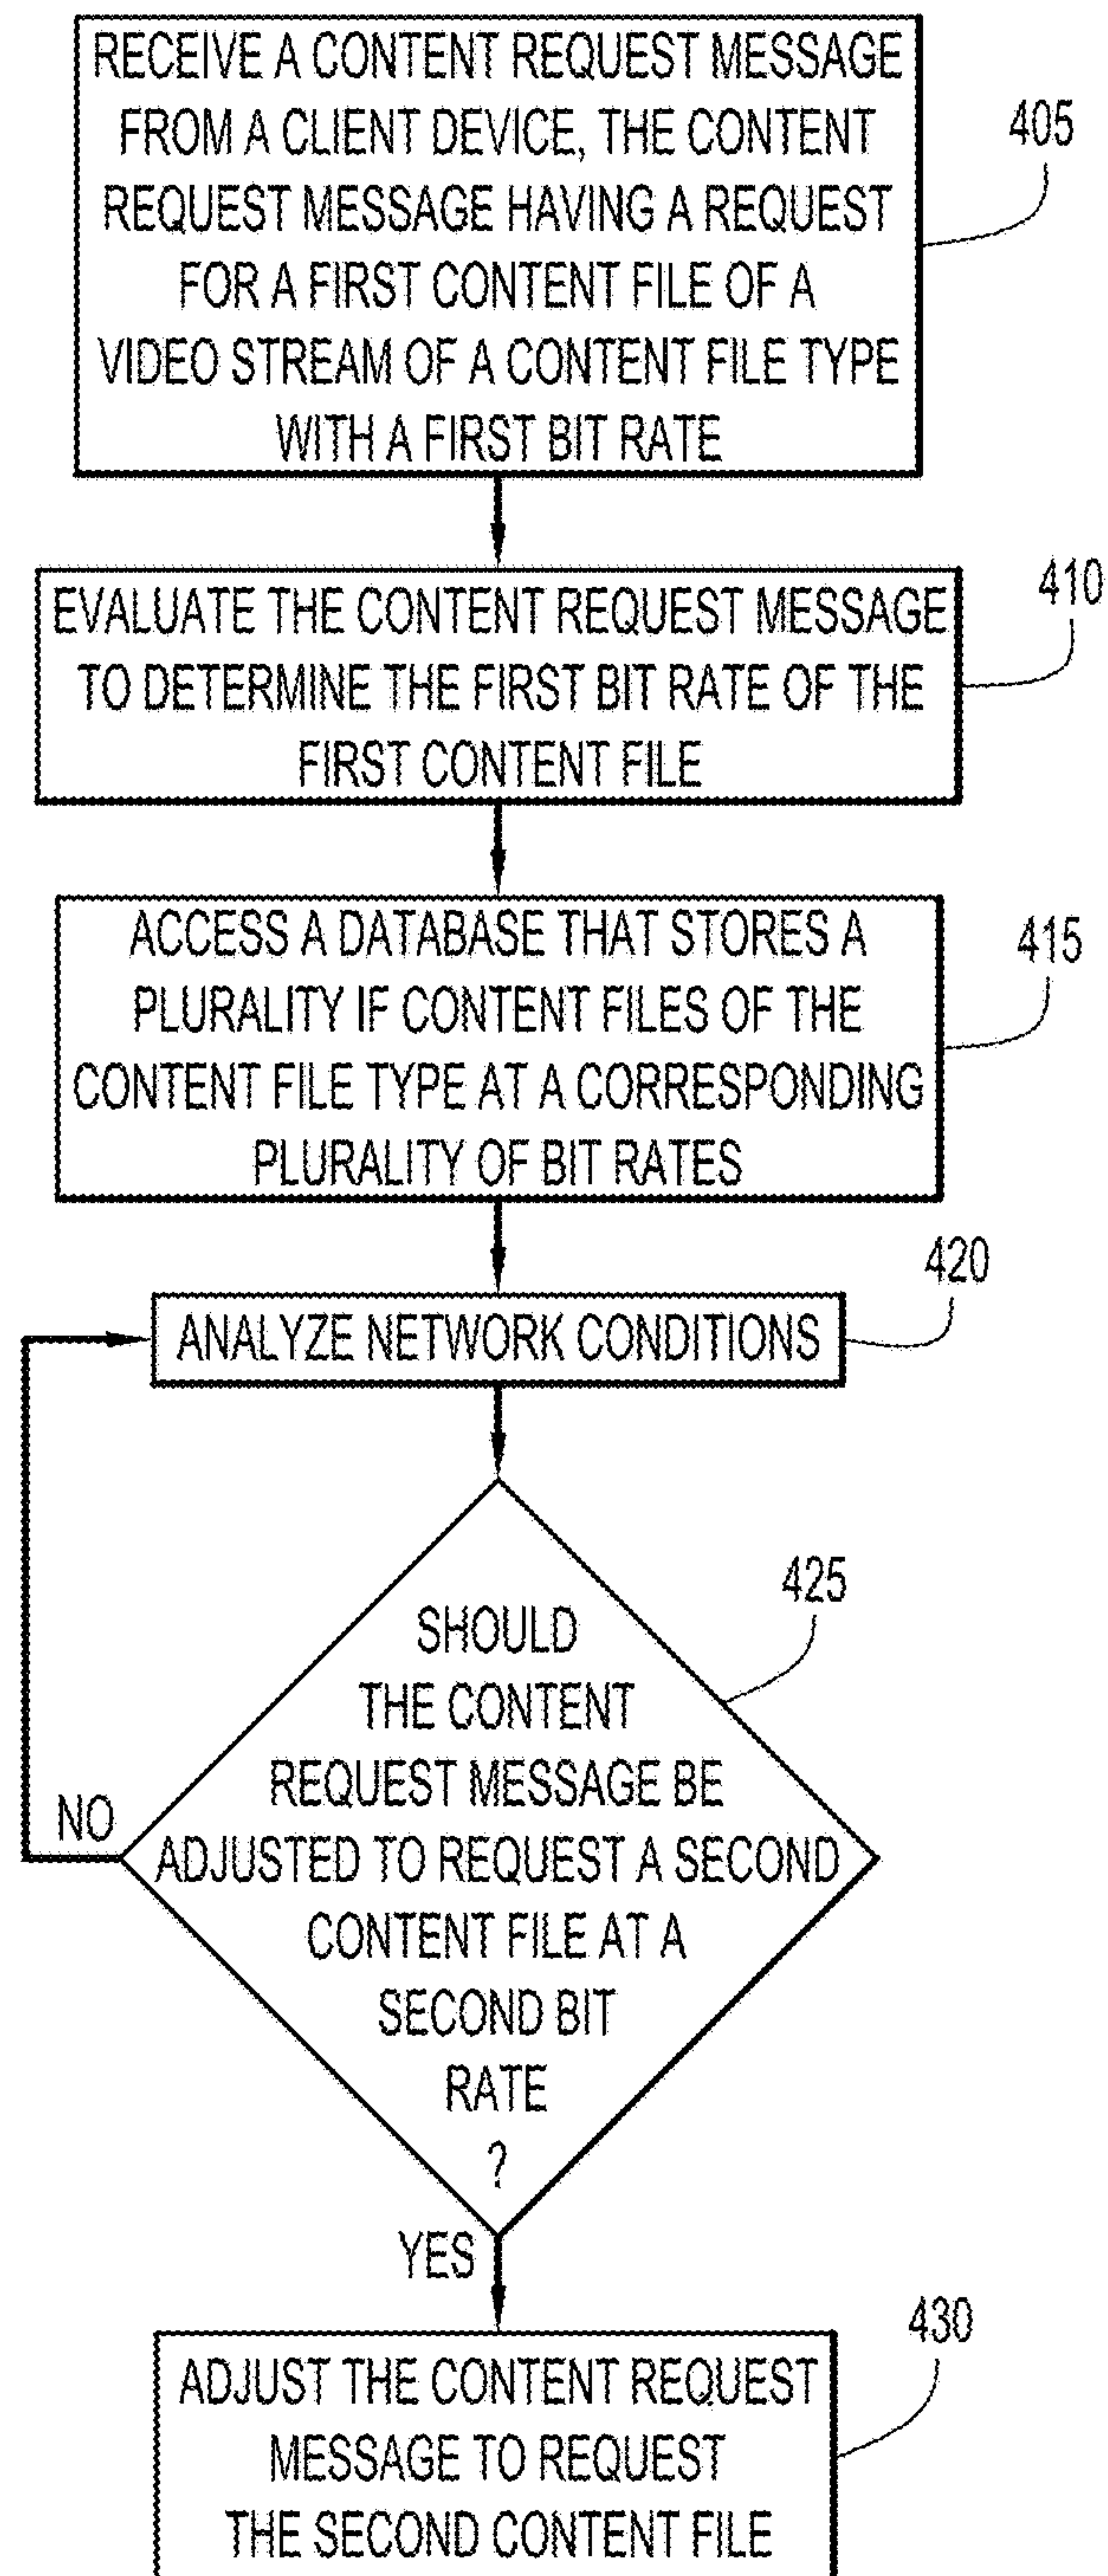 RECEIVE A CONTENT REQUEST MESSAGE
FROM A CLIENT DEVICE, THE CONTENT
REQUEST MESSAGE HAVING A REQUEST
FOR A FIRST CONTENT FILE OF A
VIDEO STREAM OF A CONTENT FILE TYPE
WITH A FIRST BIT RATE
405
EVALUATE THE CONTENT REQUEST MESSAGE
TO DETERMINE THE FIRST BIT RATE OF THE
FIRST CONTENT FILE
410
ACCESS A DATABASE THAT STORES A
PLURALITY IF CONTENT FILES OF THE
CONTENT FILE TYPE AT A CORRESPONDING
PLURALITY OF BIT RATES
415
ANALYZE NETWORK CONDITIONS
420
SHOULD
THE CONTENT
REQUEST MESSAGE BE
ADJUSTED TO REQUEST A SECOND
CONTENT FILE AT A
SECOND BIT
RATE
?
425
NO
YES
ADJUST THE CONTENT REQUEST
MESSAGE TO REQUEST
THE SECOND CONTENT FILE
430